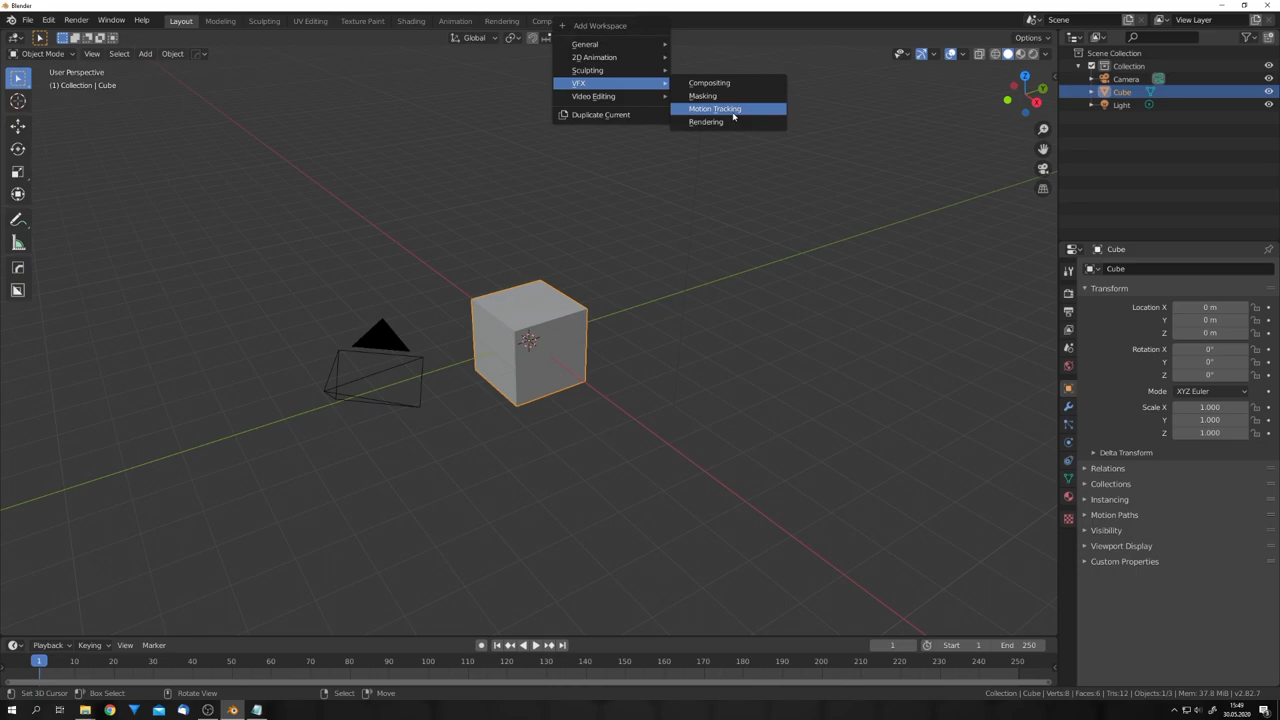 Blender
File Edit Render Window Help Layout Modeling Sculpting UV Editing Texture Paint Shading Animation Rendering Comp
Scene View Layer
Add Workspace
General
2D Animation
Sculpting
VFX
Video Editing
Duplicate Current
Compositing
Masking
Motion Tracking
Rendering
Global
Options
Object Mode View Select Add Object
User Perspective
(1) Collection | Cube
Z
Y
X
Scene Collection
Collection
Camera
Cube
Light
Cube
Cube
Transform
Location X 0 m
Y 0 m
Z 0 m
Rotation X 0°
Y 0°
Z 0°
Mode XYZ Euler
Scale X 1.000
Y 1.000
Z 1.000
Delta Transform
Relations
Collections
Instancing
Motion Paths
Visibility
Viewport Display
Custom Properties
Playback Keying View Marker
1 Start 1 End 250
1 10 20 30 40 50 60 70 80 90 100 110 120 130 140 150 160 170 180 190 200 210 220 230 240 250
Set 3D Cursor Box Select Rotate View Select Move
Collection | Cube | Verts:8 | Faces:6 | Tris:12 | Objects:1/3 | Mem: 37.8 MiB | v2.82.7
15:49
30.05.2020